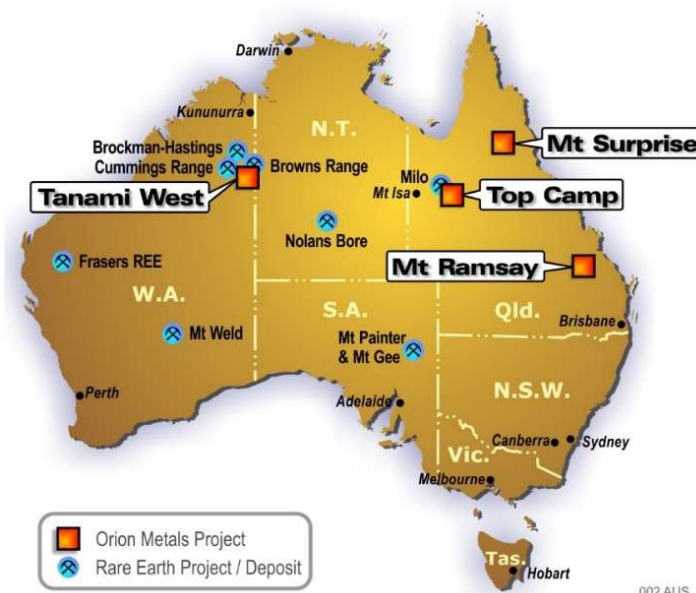 Darwin
Kununurra
N.T.
Mt Surprise
Brockman-Hastings
Cummings Range
Browns Range
Milo
Mt Isa
Tanami West
Top Camp
Nolans Bore
Frasers REE
Mt Ramsay
W.A.
S.A.
Qld.
Brisbane
Mt Weld
Mt Painter
& Mt Gee
N.S.W.
Perth
Adelaide
Canberra
Sydney
Vic.
Melbourne
Orion Metals Project
Rare Earth Project / Deposit
Tas.
Hobart
002 AUS